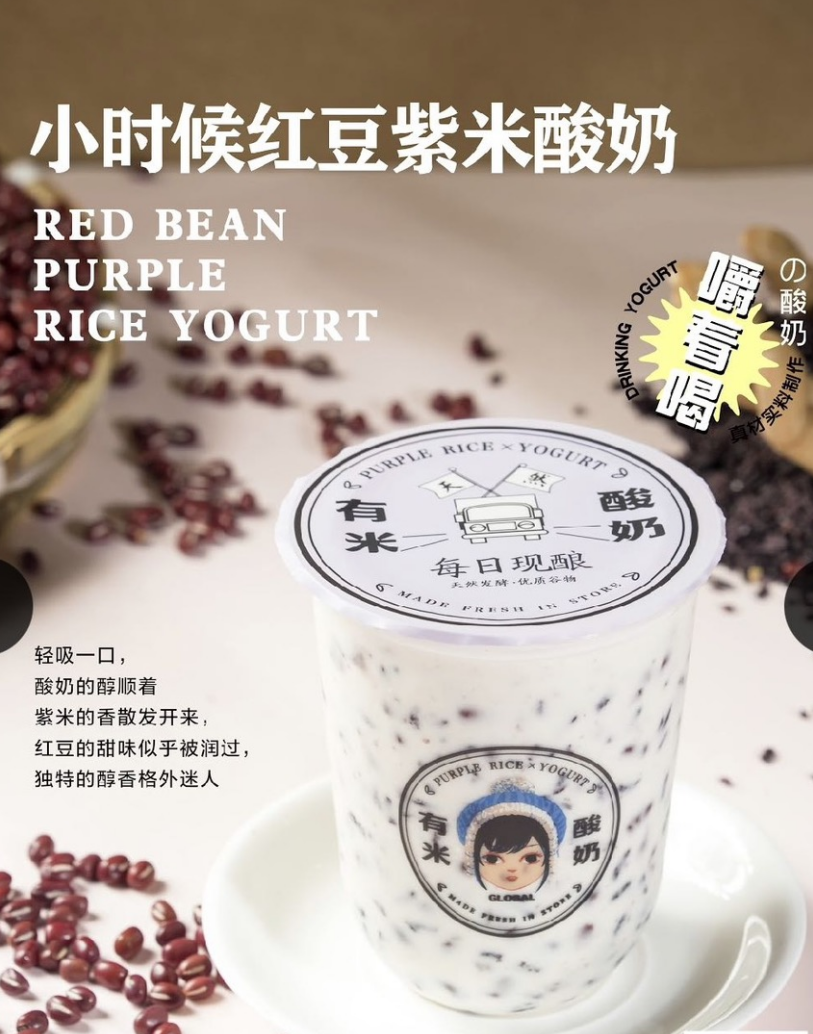 小时候红豆紫米酸奶
RED BEAN
PURPLE
RICE YOGURT
DRINKING YOGURT
嚼着喝
の酸奶
真材实料制作
PURPLE RICE × YOGURT
天然
有米
酸奶
每日现酿
天然发酵·优质谷物
MADE FRESH IN STORE
轻吸一口，
酸奶的醇顺着
紫米的香散发开来，
红豆的甜味似乎被润过，
独特的醇香格外迷人
PURPLE RICE × YOGURT
有米
酸奶
GLOBAL
MADE FRESH IN STORE